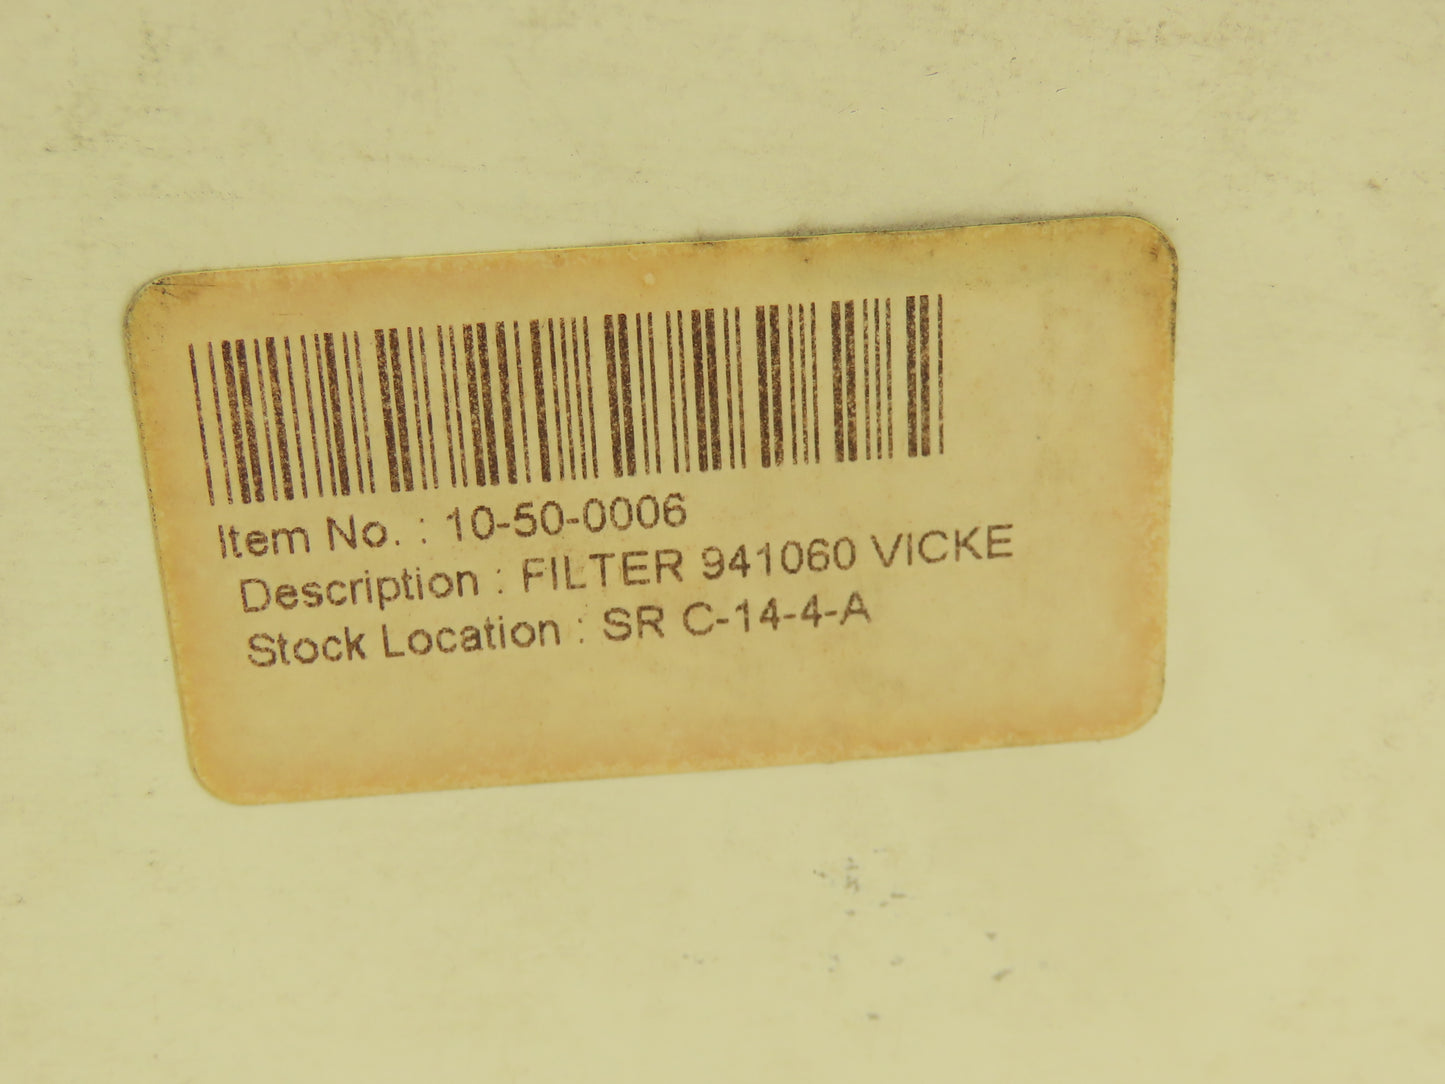 Item No. : 10-50-0006
Description : FILTER 941060 VICKE
Stock Location : SR C-14-4-A